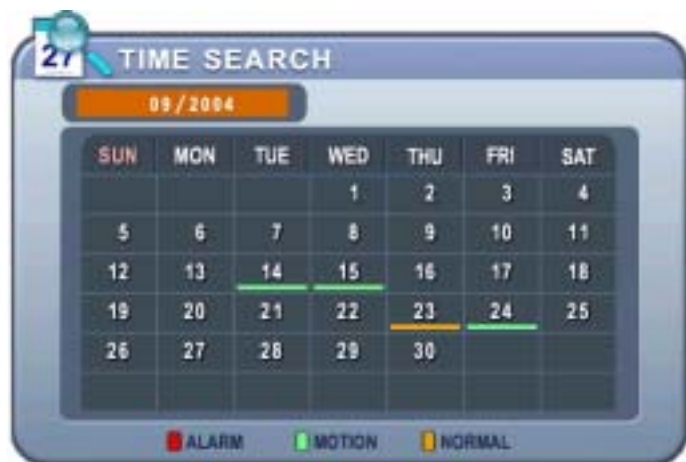 27 TIME SEARCH
09/2004
SUN MON TUE WED THU FRI SAT
1 2 3 4
5 6 7 8 9 10 11
12 13 14 15 16 17 18
19 20 21 22 23 24 25
26 27 28 29 30
ALARM MOTION NORMAL